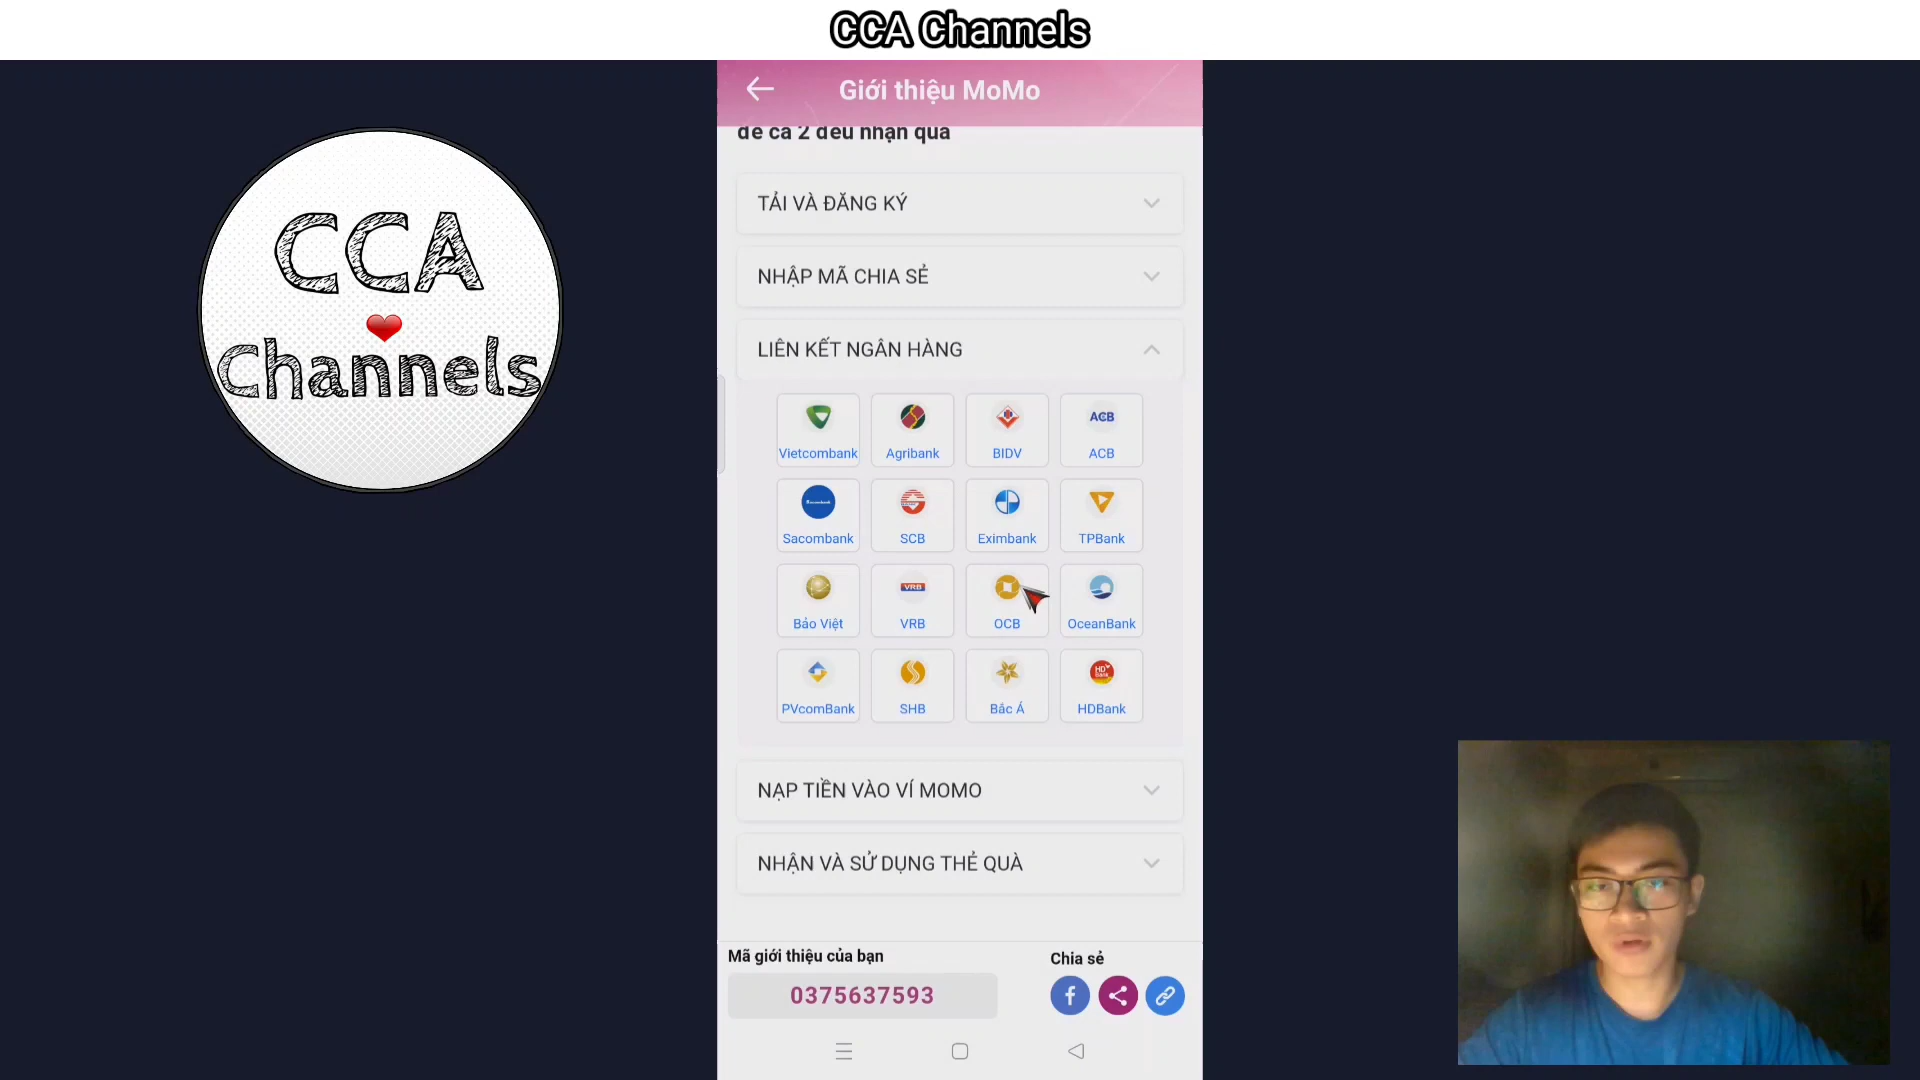 CCA Channels
CCA
Channels
Giới thiệu MoMo
để cả 2 đều nhận quà
TẢI VÀ ĐĂNG KÝ
NHẬP MÃ CHIA SẺ
LIÊN KẾT NGÂN HÀNG
Vietcombank
Agribank
BIDV
ACB
ACB
Sacombank
Sacombank
SCB
Eximbank
TPBank
Bảo Việt
VRB
VRB
OCB
OceanBank
PVcomBank
SHB
Bắc Á
HD bank
HDBank
NẠP TIỀN VÀO VÍ MOMO
NHẬN VÀ SỬ DỤNG THẺ QUÀ
Mã giới thiệu của bạn
0375637593
Chia sẻ